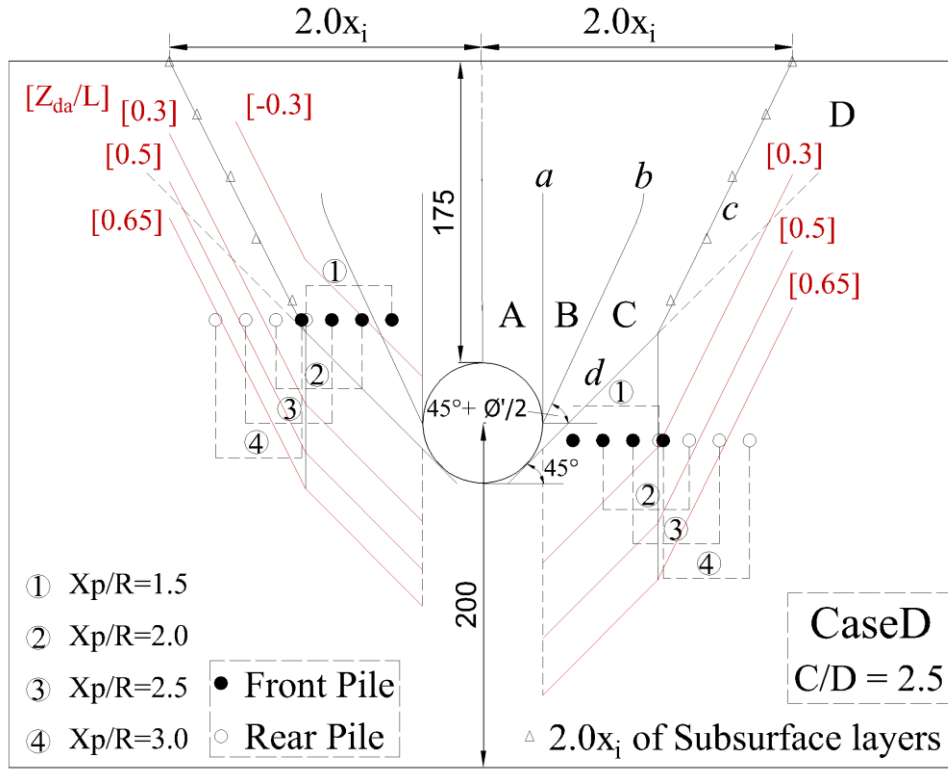 2.0xᵢ 2.0xᵢ
[Z_da/L] [-0.3] D
[0.3] [0.3]
[0.5] a b
175 c
[0.65] [0.5]
① [0.65]
A B C
② d ①
45°+ Ø'/2
③
④ 45°
②
③
④
200
① Xp/R=1.5
② Xp/R=2.0
③ Xp/R=2.5
④ Xp/R=3.0
Front Pile
Rear Pile
CaseD
C/D = 2.5
2.0xᵢ of Subsurface layers